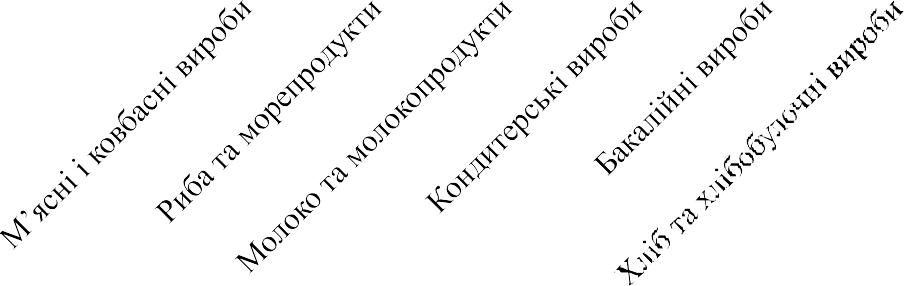 М’ясні і ковбасні вироби
Риба та морепродукти
Молоко та молокопродукти
Кондитерські вироби
Бакалійні вироби
Хліб та хлібобулочні вироби